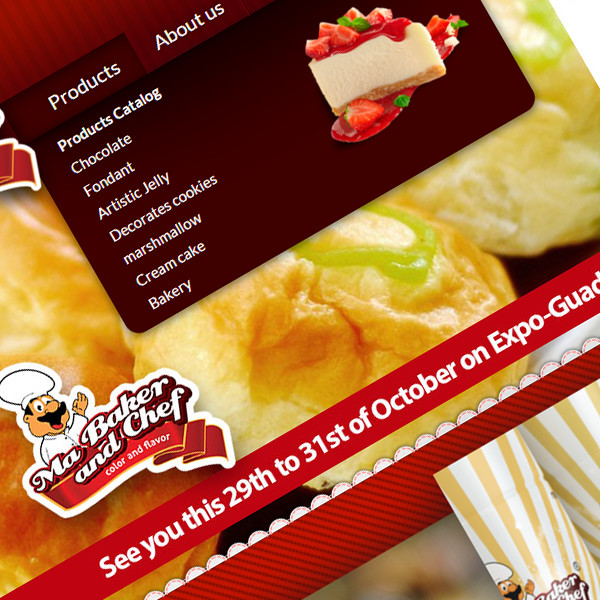 About us
Products
Products Catalog
Chocolate
Fondant
Artistic Jelly
Decorates cookies
marshmallow
Cream cake
Bakery
Ma Baker
and Chef
color and flavor
See you this 29th to 31st of October on Expo-Guad
Baker